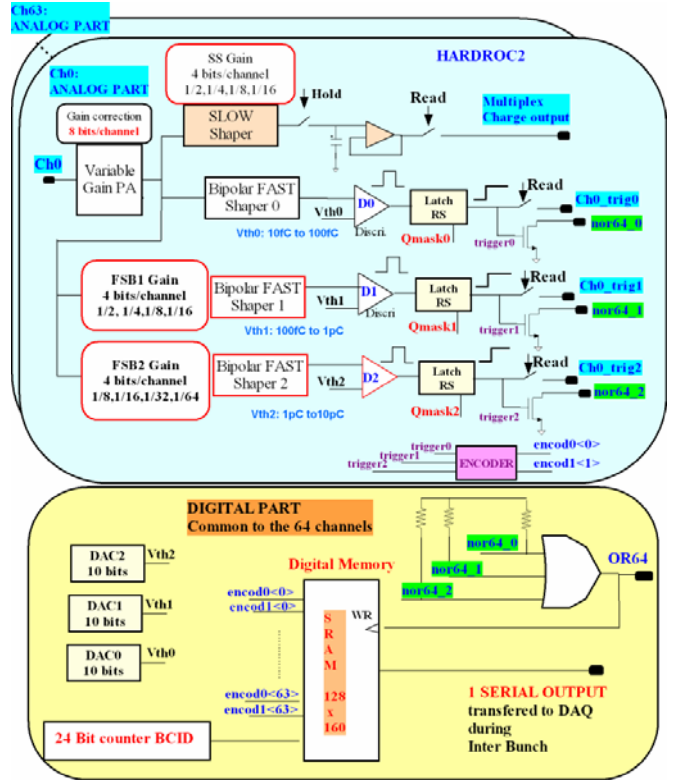 Ch63:
ANALOG PART
HARDROC2
Ch0:
ANALOG PART
SS Gain
4 bits/channel
1/2,1/4,1/8,1/16
Gain correction
8 bits/channel
SLOW
Shaper
Hold
Read
Multiplex
Charge output
Ch0
Variable
Gain PA
Bipolar FAST
Shaper 0
Vth0
D0
Discri.
Latch
RS
Read
Ch0_trig0
nor64_0
Vth0: 10fC to 100fC
Qmask0
trigger0
FSB1 Gain
4 bits/channel
1/2, 1/4,1/8,1/16
Bipolar FAST
Shaper 1
Vth1
D1
Discri
Latch
RS
Read
Ch0_trig1
nor64_1
Vth1: 100fC to 1pC
Qmask1
trigger1
FSB2 Gain
4 bits/channel
1/8,1/16,1/32,1/64
Bipolar FAST
Shaper 2
Vth2
D2
Latch
RS
Read
Ch0_trig2
nor64_2
Vth2: 1pC to10pC
Qmask2
trigger2
trigger0
trigger1
trigger2
ENCODER
encod0<0>
encod1<1>
DIGITAL PART
Common to the 64 channels
DAC2
10 bits
Vth2
DAC1
10 bits
Vth1
DAC0
10 bits
Vth0
Digital Memory
nor64_0
nor64_1
nor64_2
OR64
encod0<0>
encod1<0>
encod0<63>
encod1<63>
SRAM
128
x
160
WR
24 Bit counter BCID
1 SERIAL OUTPUT
transfered to DAQ
during
Inter Bunch